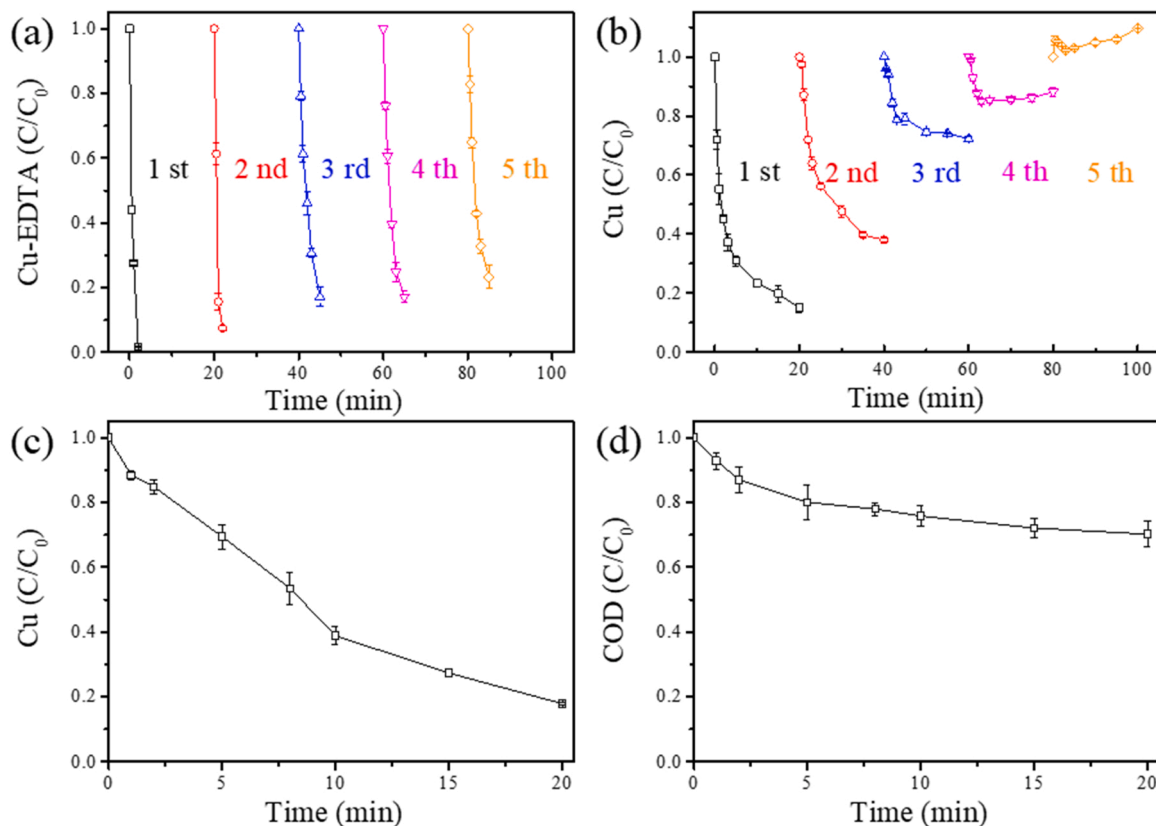 (a)
Cu-EDTA (C/C0)
1.0
0.8
0.6
0.4
0.2
0.0
1 st
2 nd
3 rd
4 th
5 th
0 20 40 60 80 100
Time (min)
(b)
Cu (C/C0)
1.0
0.8
0.6
0.4
0.2
0.0
1 st
2 nd
3 rd
4 th
5 th
0 20 40 60 80 100
Time (min)
(c)
Cu (C/C0)
1.0
0.8
0.6
0.4
0.2
0.0
0 5 10 15 20
Time (min)
(d)
COD (C/C0)
1.0
0.8
0.6
0.4
0.2
0.0
0 5 10 15 20
Time (min)